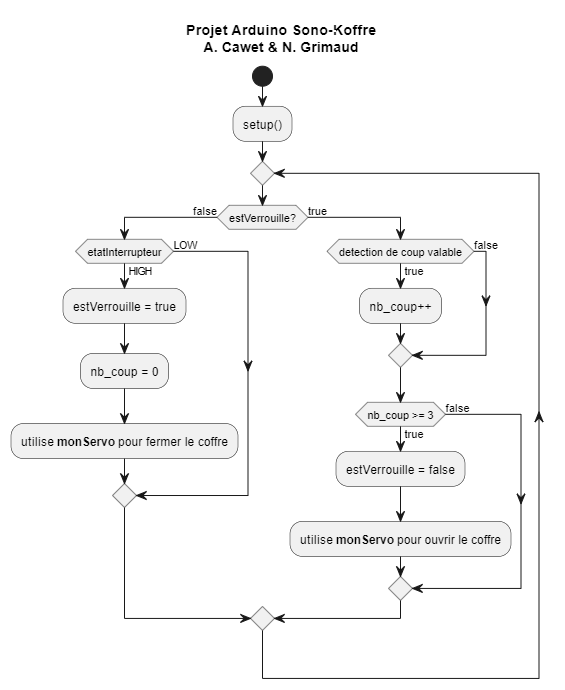 Projet Arduino Sono-Koffre
A. Cawet & N. Grimaud
setup()
estVerrouille?
false
true
etatInterrupteur
LOW
HIGH
estVerrouille = true
nb_coup = 0
utilise monServo pour fermer le coffre
detection de coup valable
false
true
nb_coup++
nb_coup >= 3
false
true
estVerrouille = false
utilise monServo pour ouvrir le coffre